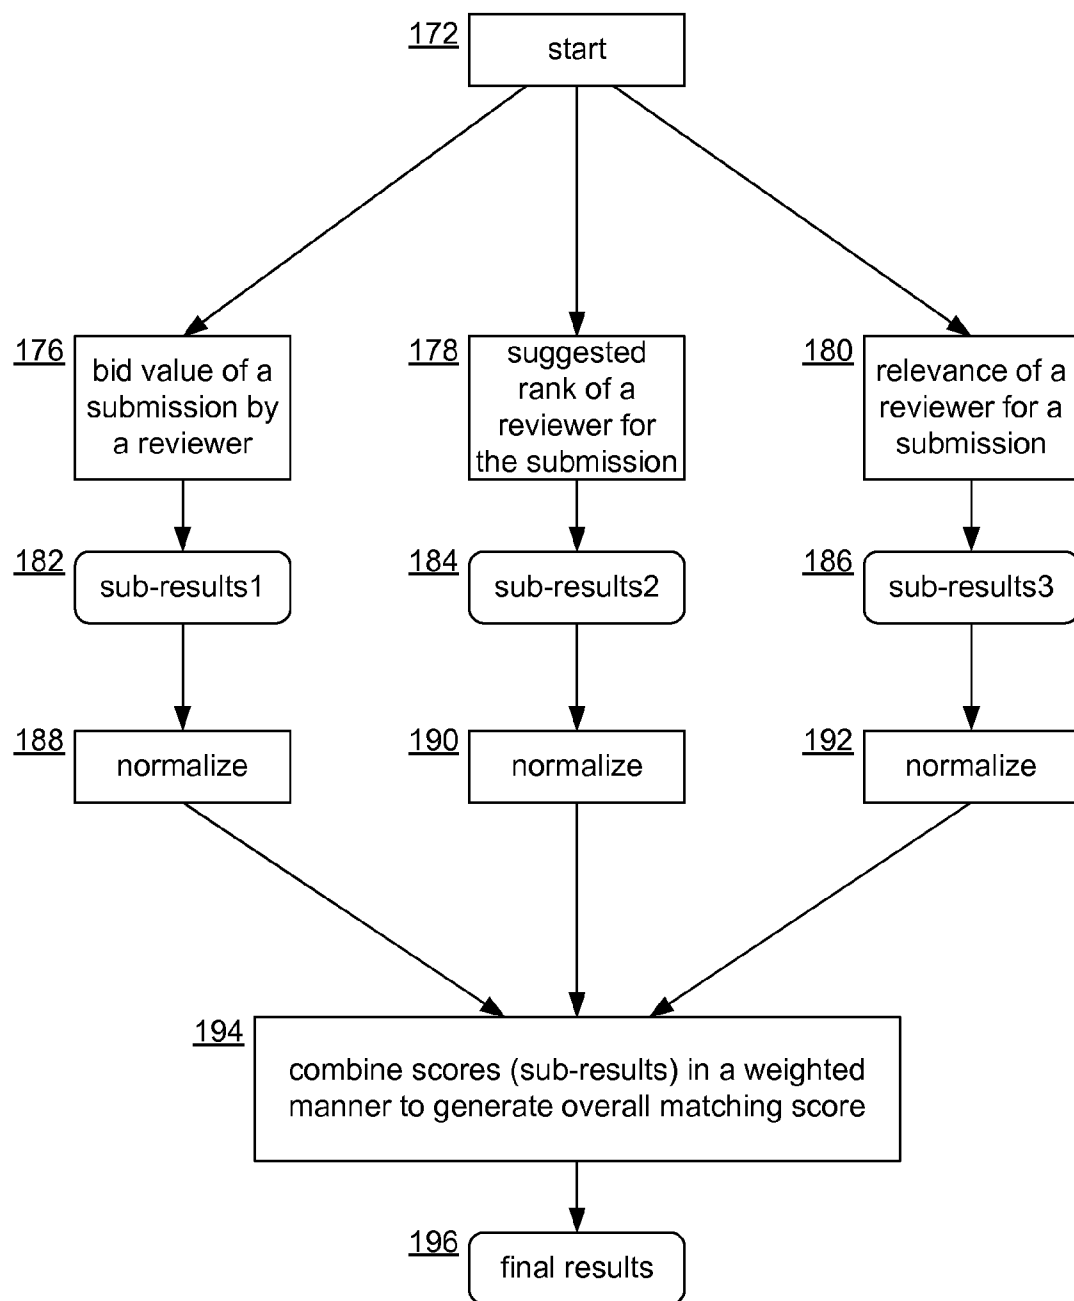 172
start
176
bid value of a
submission by
a reviewer
178
suggested
rank of a
reviewer for
the submission
180
relevance of a
reviewer for a
submission
182
sub-results1
184
sub-results2
186
sub-results3
188
normalize
190
normalize
192
normalize
194
combine scores (sub-results) in a weighted
manner to generate overall matching score
196
final results